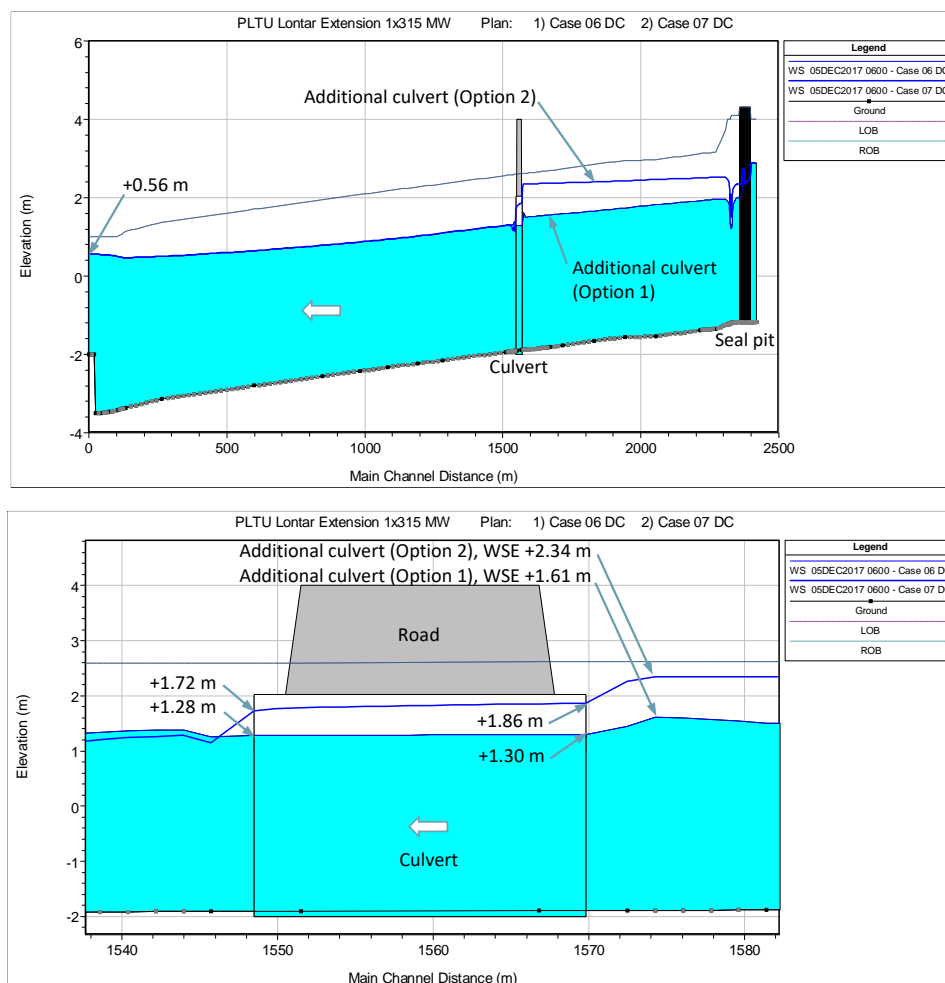 PLTU Lontar Extension 1x315 MW Plan: 1) Case 06 DC 2) Case 07 DC
6
4
2
0
-2
-4
Elevation (m)
Additional culvert (Option 2)
+0.56 m
Additional culvert
(Option 1)
Seal pit
Culvert
0 500 1000 1500 2000 2500
Main Channel Distance (m)
Legend
WS 05DEC2017 0600 - Case 06 DC
WS 05DEC2017 0600 - Case 07 DC
Ground
LOB
ROB
PLTU Lontar Extension 1x315 MW Plan: 1) Case 06 DC 2) Case 07 DC
Additional culvert (Option 2), WSE +2.34 m
Additional culvert (Option 1), WSE +1.61 m
4
3
2
1
0
-1
-2
Elevation (m)
Road
+1.72 m
+1.28 m
+1.86 m
+1.30 m
Culvert
1540 1550 1560 1570 1580
Main Channel Distance (m)
Legend
WS 05DEC2017 0600 - Case 06 DC
WS 05DEC2017 0600 - Case 07 DC
Ground
LOB
ROB